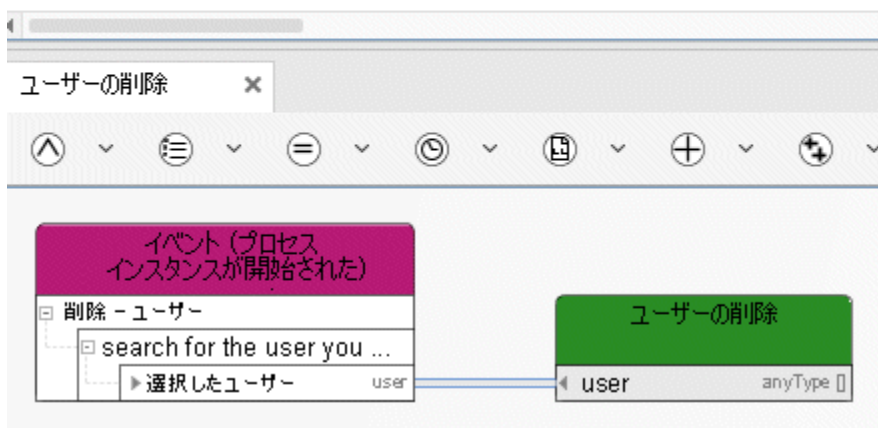 ユーザーの削除
イベント (プロセス
インスタンスが開始された)
削除 - ユーザー
search for the user you ...
選択したユーザー user
ユーザーの削除
user anyType []